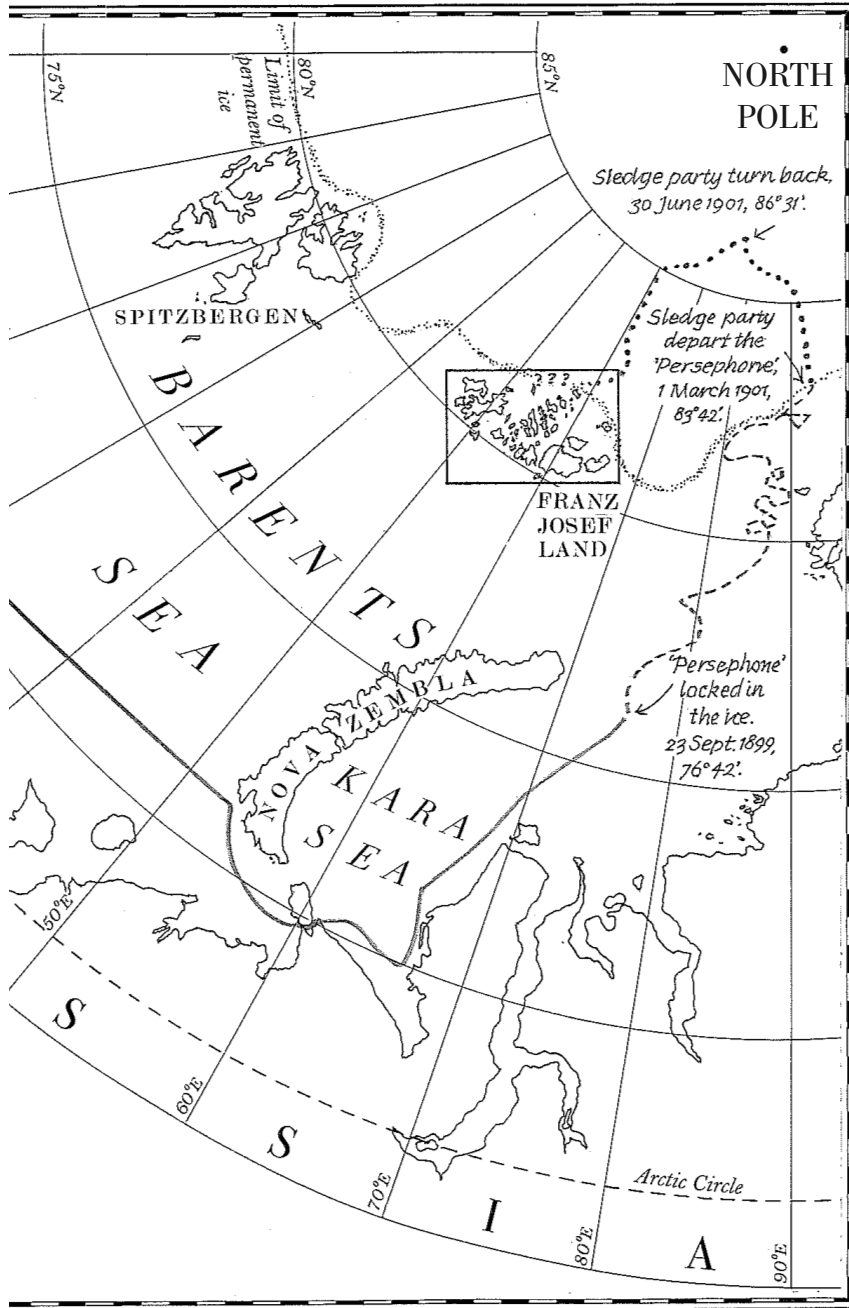 75°N
80°N
85°N
Limit of
permanent
ice
NORTH
POLE
Sledge party turn back,
30 June 1901, 86°31'.
SPITZBERGEN
Sledge party
depart the
'Persephone',
1 March 1901,
83°42'.
? ? ?
FRANZ
JOSEF
LAND
BARENTS
SEA
'Persephone'
locked in
the ice.
23 Sept. 1899,
76°42'.
NOVA ZEMBLA
KARA
SEA
50°E
S
S
I
A
60°E
70°E
80°E
90°E
Arctic Circle